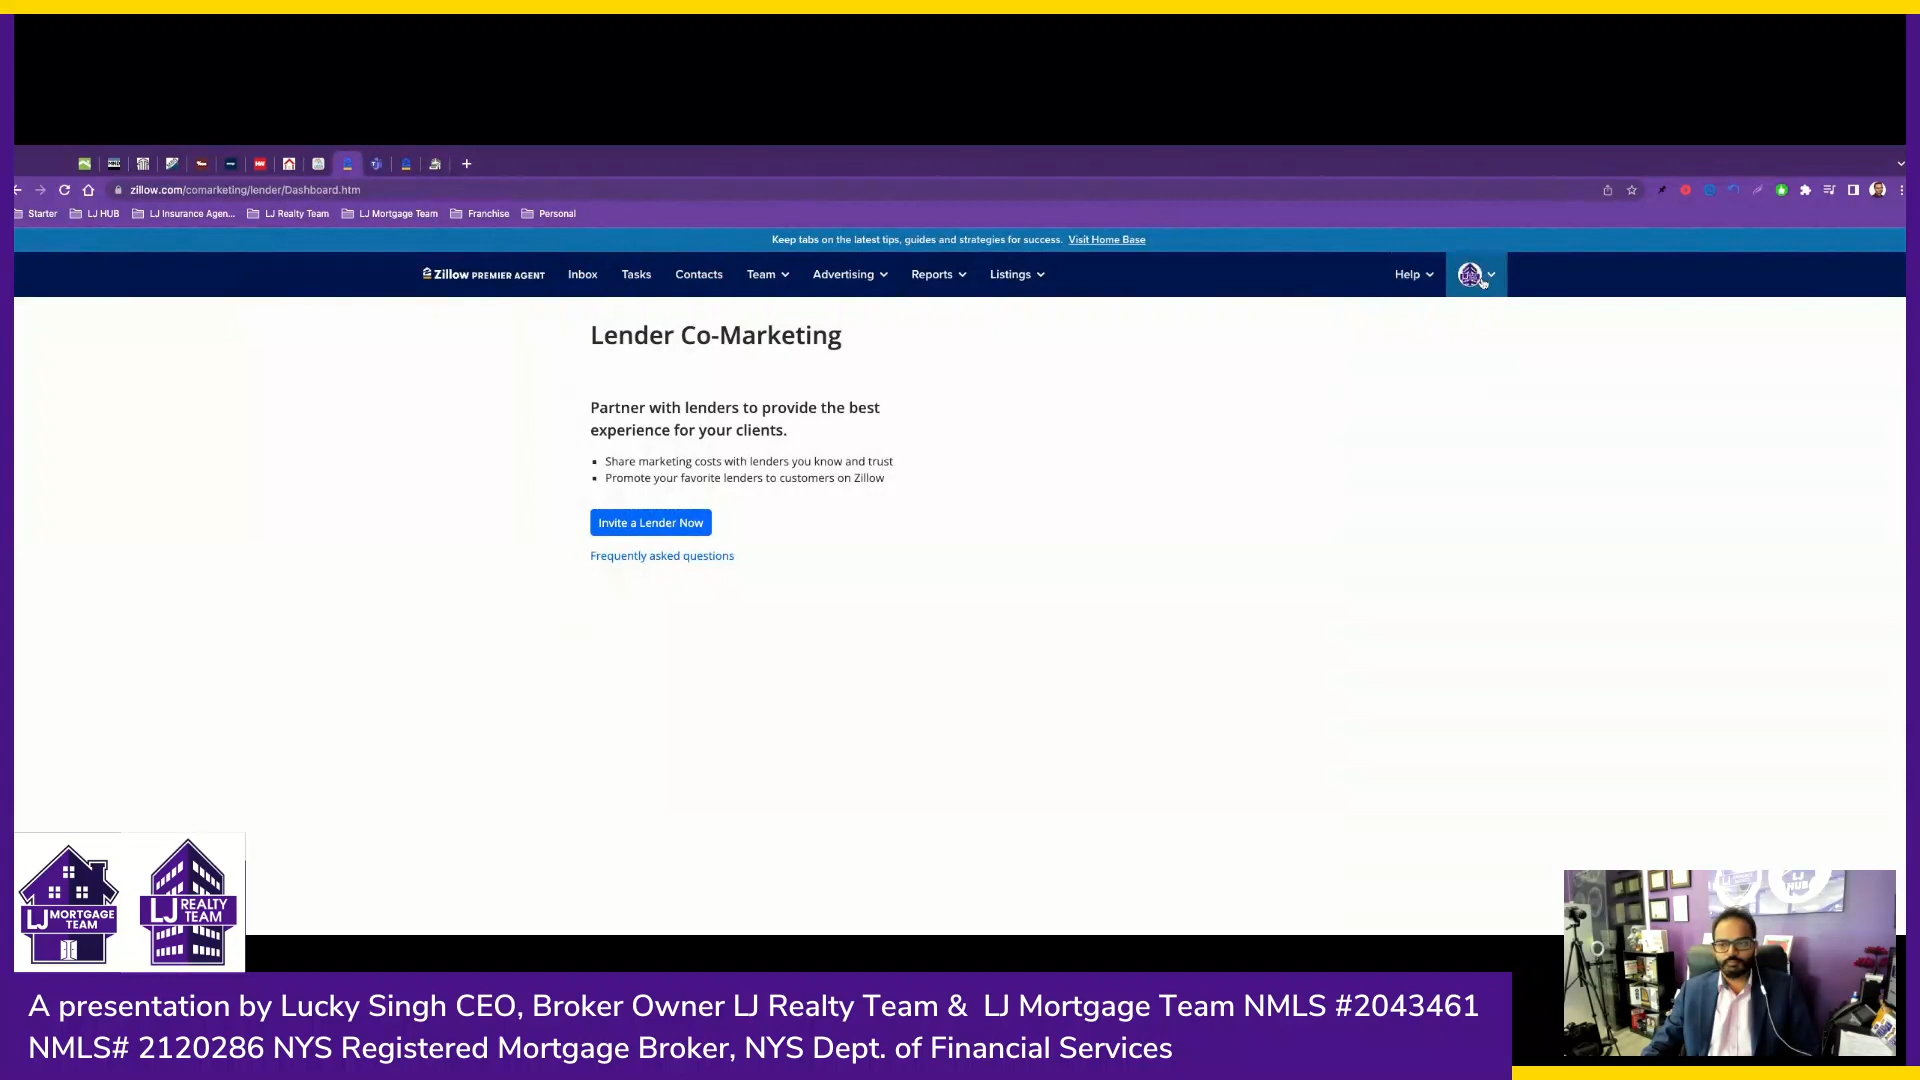 zillow.com/comarketing/lender/Dashboard.htm
Starter LJ HUB LJ Insurance Agen... LJ Realty Team LJ Mortgage Team Franchise Personal
Keep tabs on the latest tips, guides and strategies for success. Visit Home Base
Zillow PREMIER AGENT Inbox Tasks Contacts Team Advertising Reports Listings Help
Lender Co-Marketing
Partner with lenders to provide the best
experience for your clients.
Share marketing costs with lenders you know and trust
Promote your favorite lenders to customers on Zillow
Invite a Lender Now
Frequently asked questions
LJ MORTGAGE TEAM
LJ REALTY TEAM
LJ
HUB
A presentation by Lucky Singh CEO, Broker Owner LJ Realty Team & LJ Mortgage Team NMLS #2043461
NMLS# 2120286 NYS Registered Mortgage Broker, NYS Dept. of Financial Services